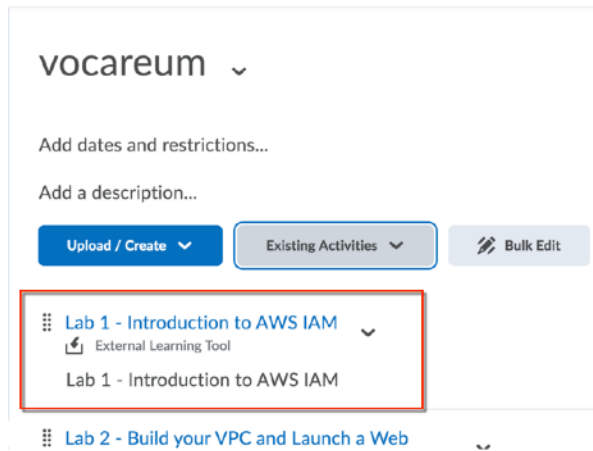 vocareum
Add dates and restrictions...
Add a description...
Upload / Create
Existing Activities
Bulk Edit
Lab 1 - Introduction to AWS IAM
External Learning Tool
Lab 1 - Introduction to AWS IAM
Lab 2 - Build your VPC and Launch a Web